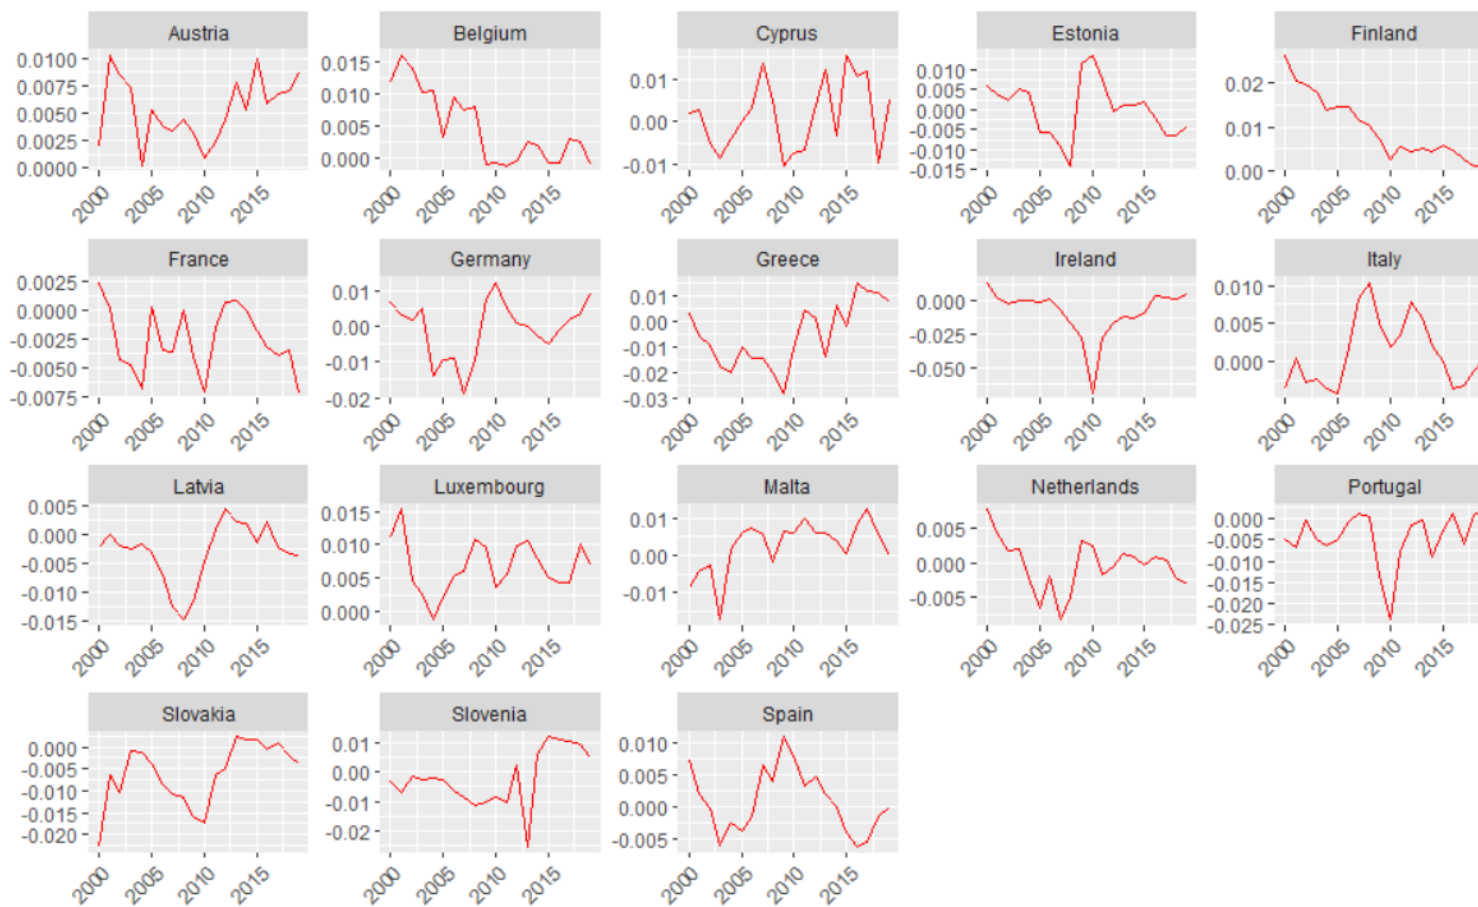 Austria
0.0100
0.0075
0.0050
0.0025
0.0000
2000 2005 2010 2015
Belgium
0.015
0.010
0.005
0.000
2000 2005 2010 2015
Cyprus
0.01
0.00
-0.01
2000 2005 2010 2015
Estonia
0.010
0.005
0.000
-0.005
-0.010
-0.015
2000 2005 2010 2015
Finland
0.02
0.01
0.00
2000 2005 2010 2015
France
0.0025
0.0000
-0.0025
-0.0050
-0.0075
2000 2005 2010 2015
Germany
0.01
0.00
-0.01
-0.02
2000 2005 2010 2015
Greece
0.01
0.00
-0.01
-0.02
-0.03
2000 2005 2010 2015
Ireland
0.000
-0.025
-0.050
2000 2005 2010 2015
Italy
0.010
0.005
0.000
2000 2005 2010 2015
Latvia
0.005
0.000
-0.005
-0.010
-0.015
2000 2005 2010 2015
Luxembourg
0.015
0.010
0.005
0.000
2000 2005 2010 2015
Malta
0.01
0.00
-0.01
2000 2005 2010 2015
Netherlands
0.005
0.000
-0.005
2000 2005 2010 2015
Portugal
0.000
-0.005
-0.010
-0.015
-0.020
-0.025
2000 2005 2010 2015
Slovakia
0.000
-0.005
-0.010
-0.015
-0.020
2000 2005 2010 2015
Slovenia
0.01
0.00
-0.01
-0.02
2000 2005 2010 2015
Spain
0.010
0.005
0.000
-0.005
2000 2005 2010 2015